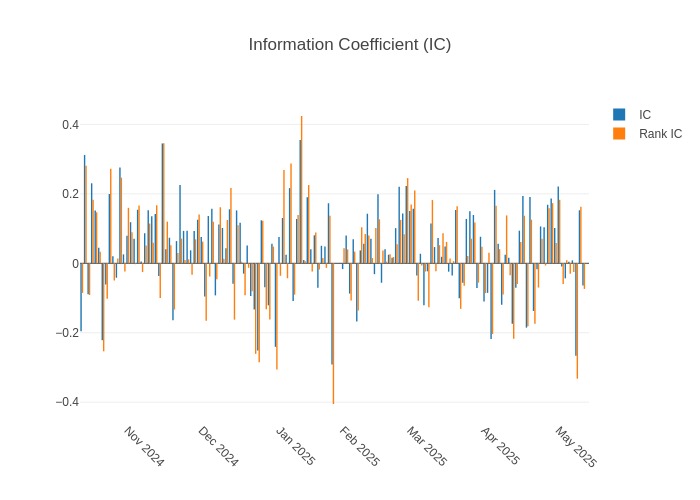 Information Coefficient (IC)
IC
Rank IC
0.4
0.2
0
−0.2
−0.4
Nov 2024
Dec 2024
Jan 2025
Feb 2025
Mar 2025
Apr 2025
May 2025